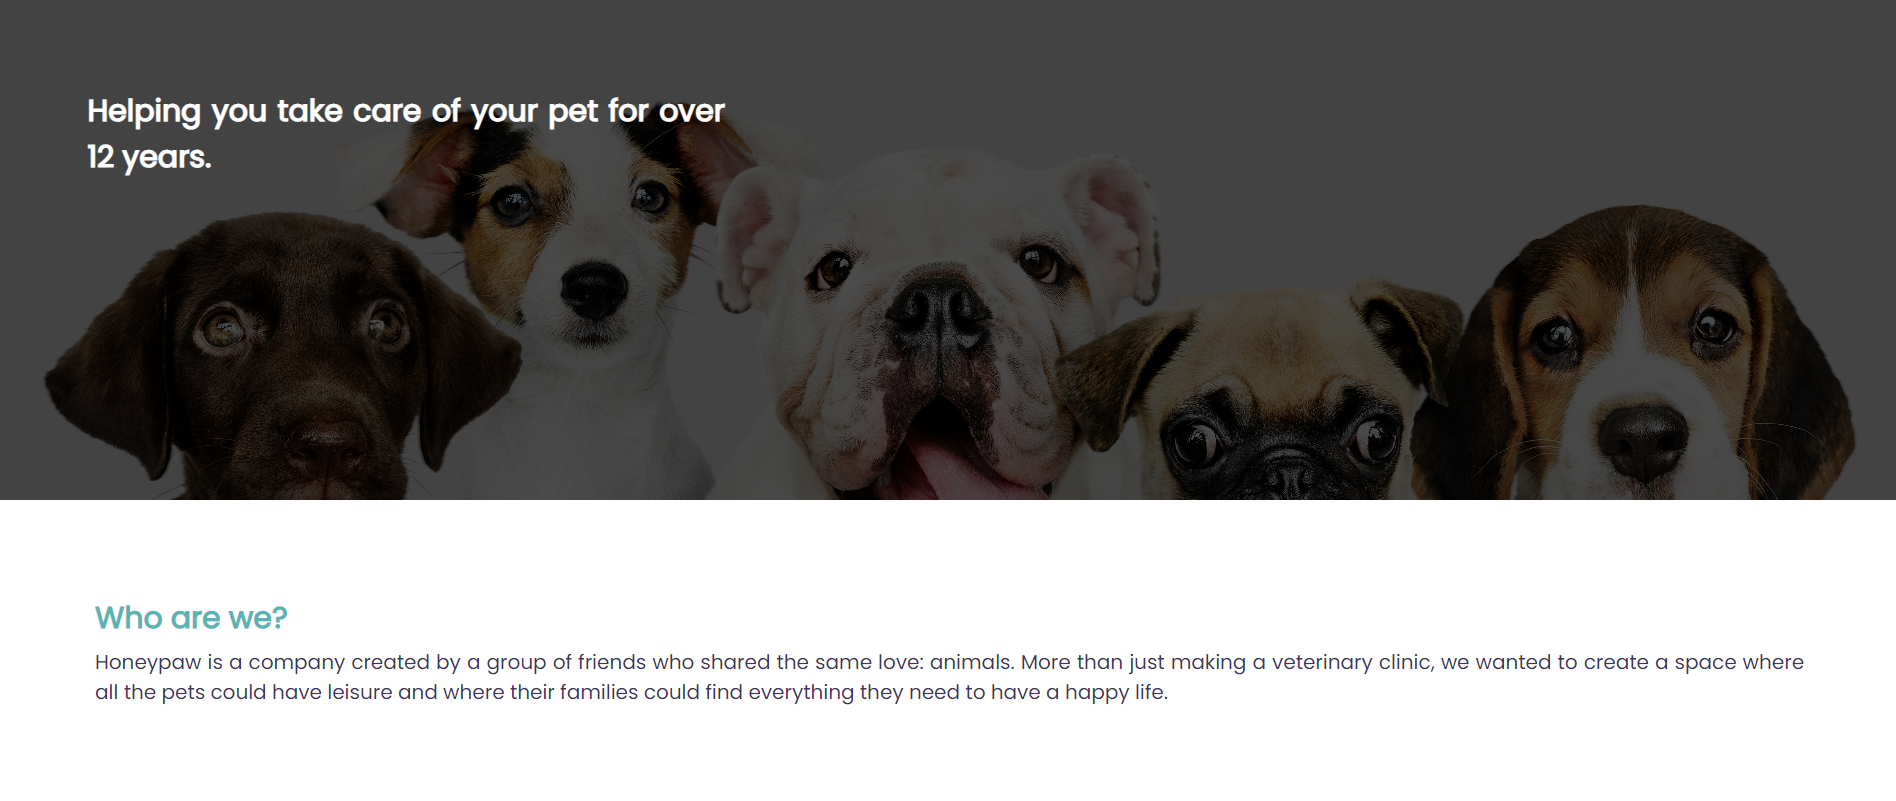 Helping you take care of your pet for over
12 years.
Who are we?
Honeypaw is a company created by a group of friends who shared the same love: animals. More than just making a veterinary clinic, we wanted to create a space where
all the pets could have leisure and where their families could find everything they need to have a happy life.